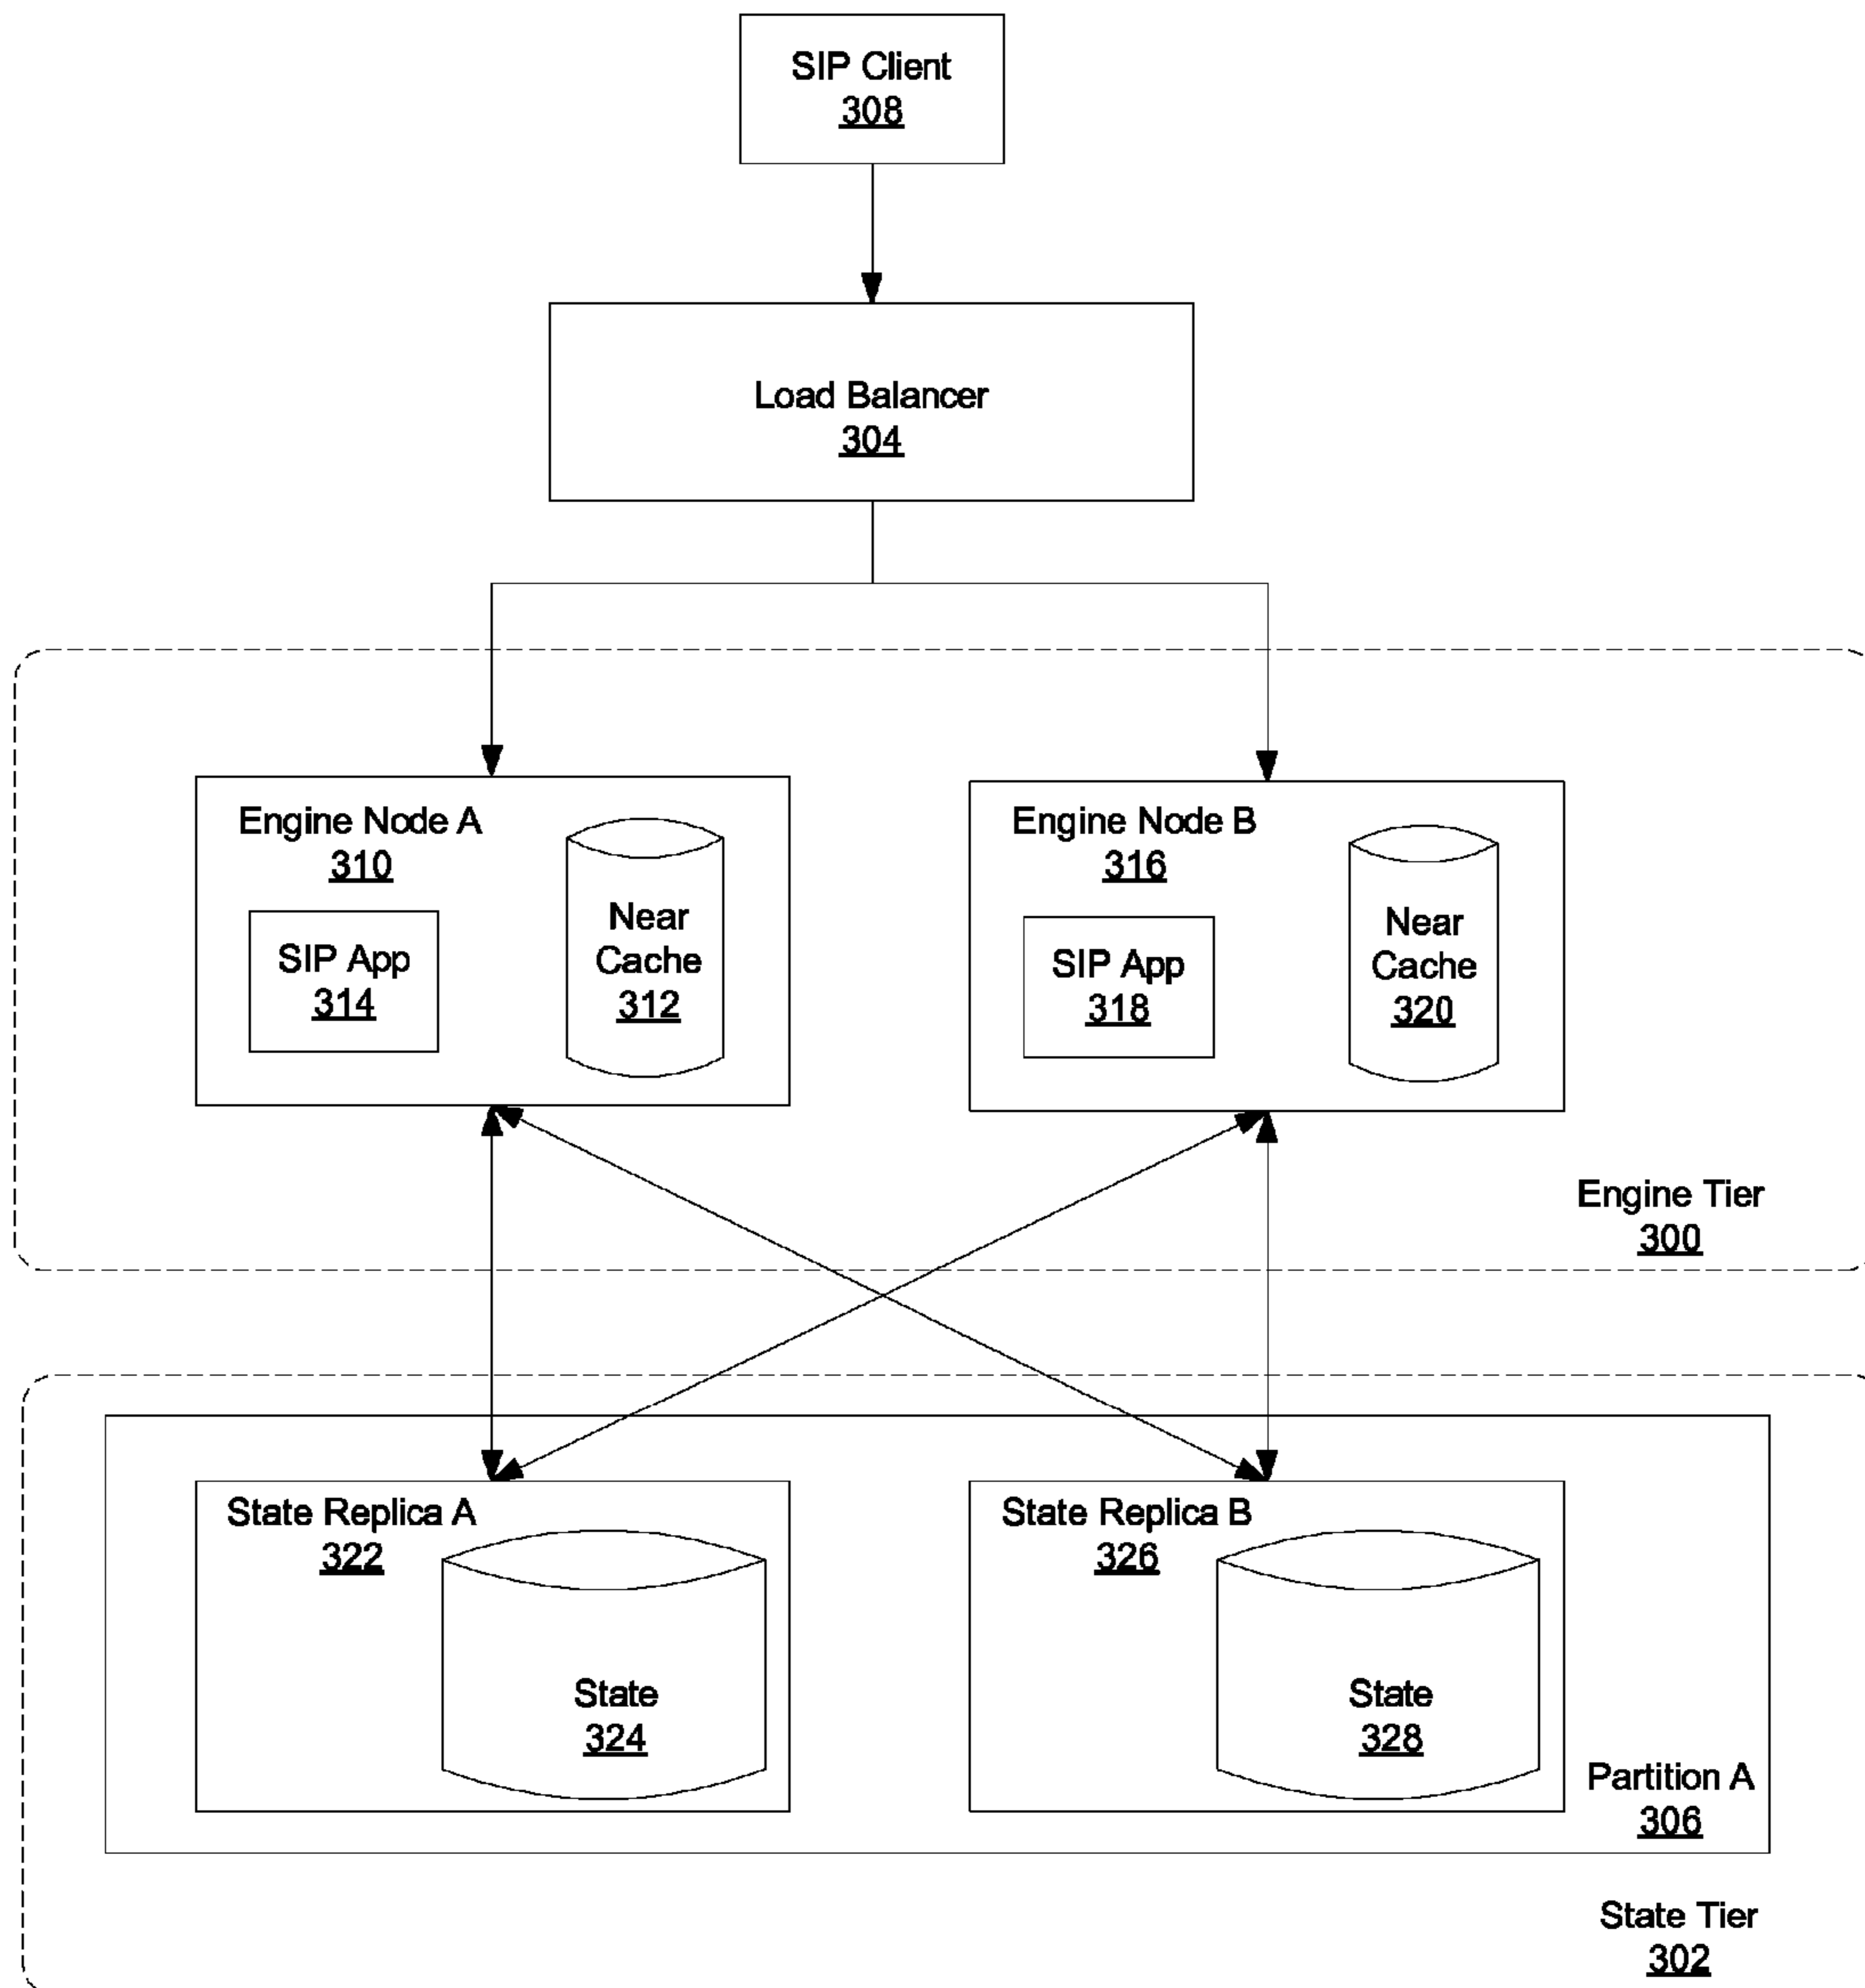 SIP Client
308
Load Balancer
304
Engine Node A
310
SIP App
314
Near
Cache
312
Engine Node B
316
SIP App
318
Near
Cache
320
Engine Tier
300
State Replica A
322
State
324
State Replica B
326
State
328
Partition A
306
State Tier
302